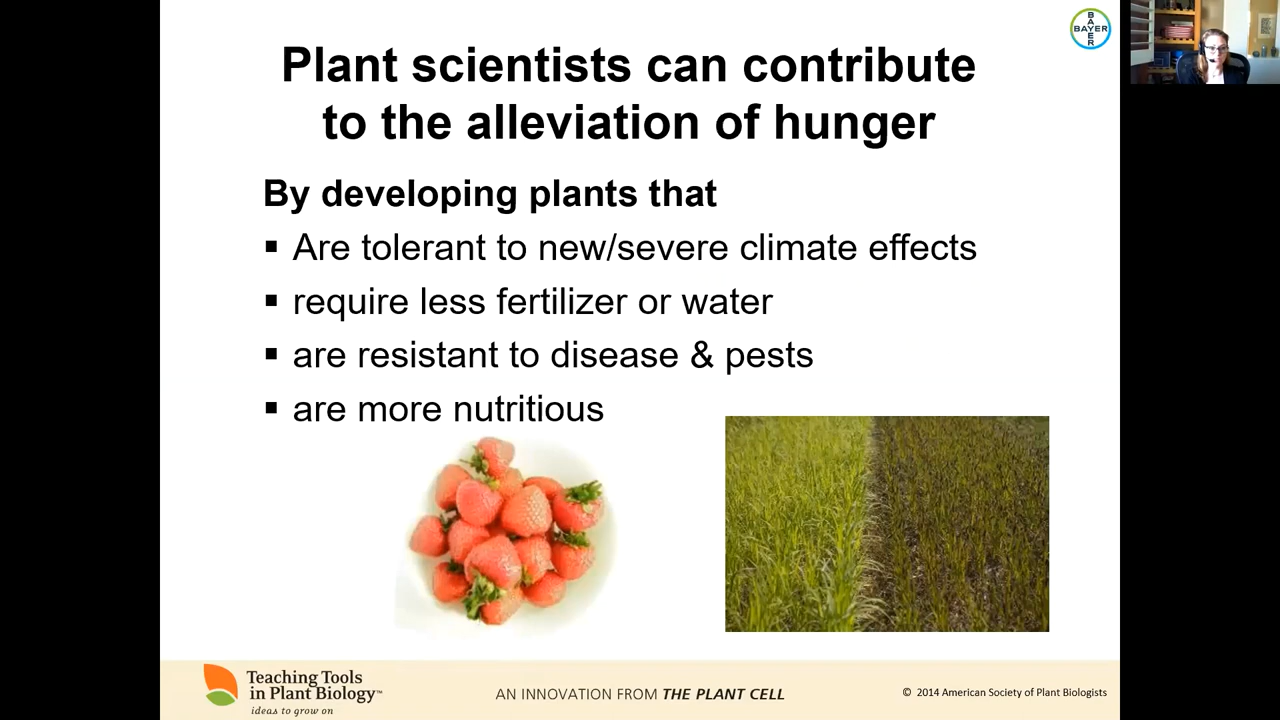 BAYER
BAYER
Plant scientists can contribute
to the alleviation of hunger
By developing plants that
▪ Are tolerant to new/severe climate effects
▪ require less fertilizer or water
▪ are resistant to disease & pests
▪ are more nutritious
Teaching Tools
in Plant Biology™
ideas to grow on
AN INNOVATION FROM THE PLANT CELL
© 2014 American Society of Plant Biologists